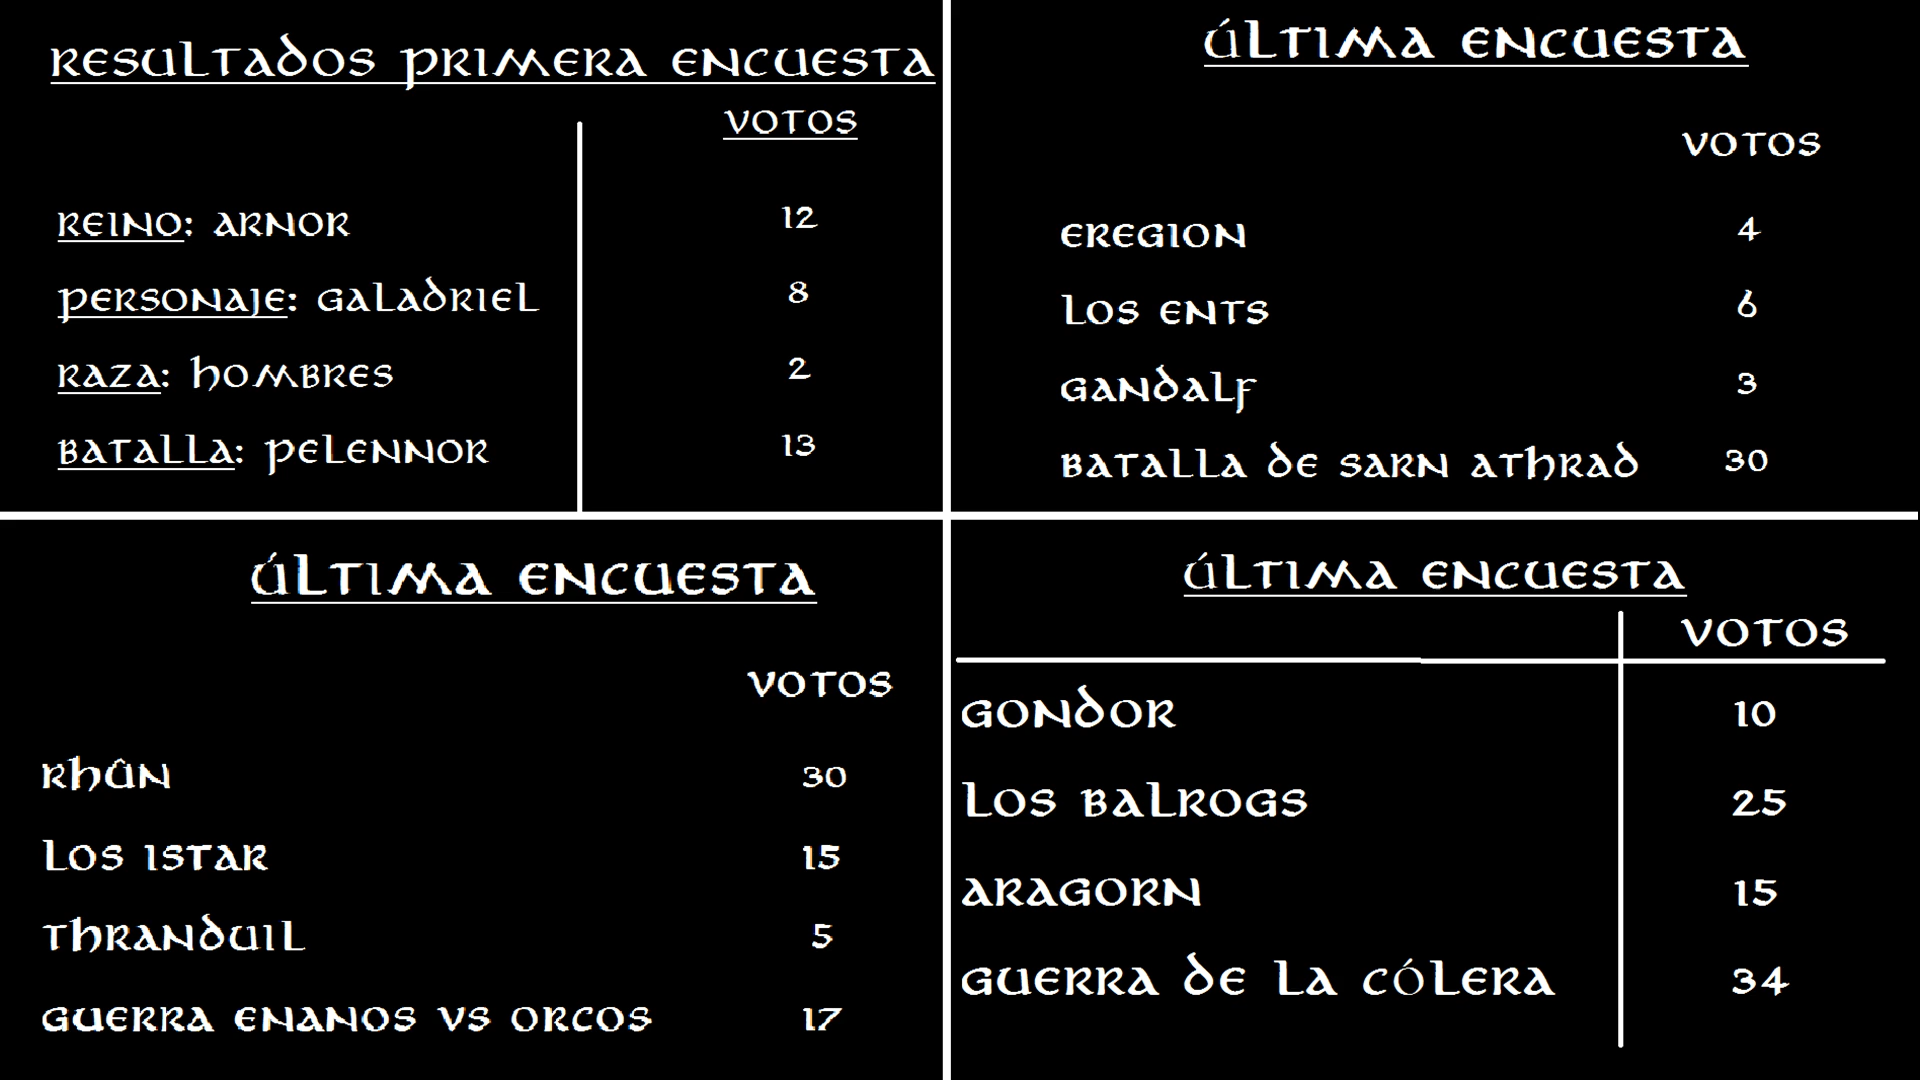 RESULTADOS PRIMERA ENCUESTA
VOTOS
REINO: ARNOR 12
PERSONAJE: GALADRIEL 8
RAZA: HOMBRES 2
BATALLA: PELENNOR 13
ÚLTIMA ENCUESTA
VOTOS
EREGION 4
LOS ENTS 6
GANDALF 3
BATALLA DE SARN ATHRAD 30
ÚLTIMA ENCUESTA
VOTOS
RHÛN 30
LOS ISTAR 15
THRANDUIL 5
GUERRA ENANOS VS ORCOS 17
ÚLTIMA ENCUESTA
VOTOS
GONDOR 10
LOS BALROGS 25
ARAGORN 15
GUERRA DE LA CÓLERA 34